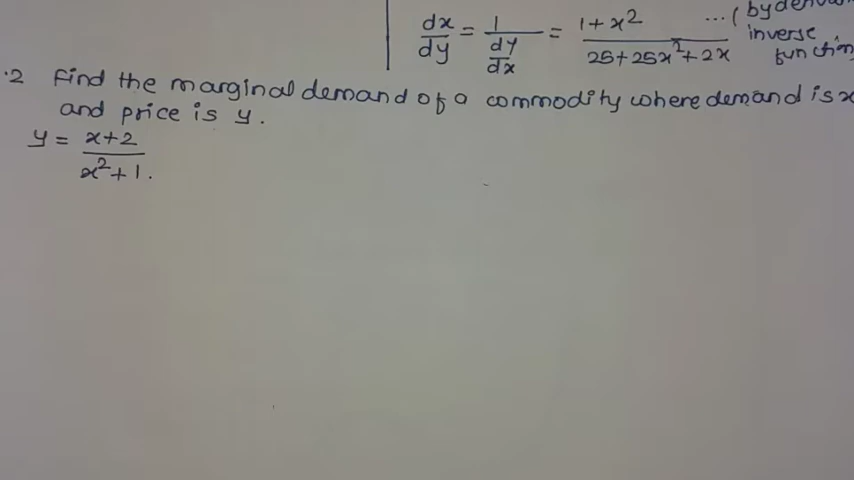 dx/dy = 1/(dy/dx) = (1+x²)/(25+25x²+2x) ...(by
inverse
function
.2 Find the marginal demand of a commodity where demand is x
and price is y.
y = (x+2)/(x²+1).